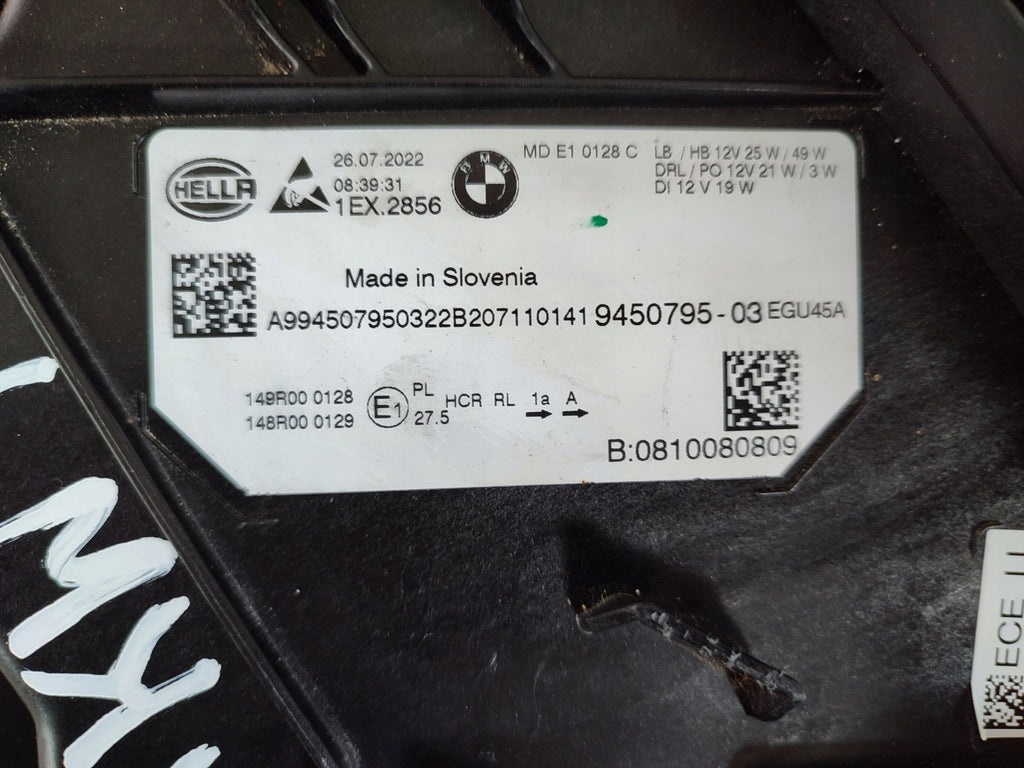 HELLA
26.07.2022
08:39:31
1EX.2856
BMW
MD E1 0128 C
LB / HB 12V 25 W / 49 W
DRL / PO 12V 21 W / 3 W
DI 12 V 19 W
Made in Slovenia
A994507950322B207110141 9450795-03 EGU45A
149R00 0128
148R00 0129
E1
PL
27.5
HCR RL 1a A
B:0810080809
ECE